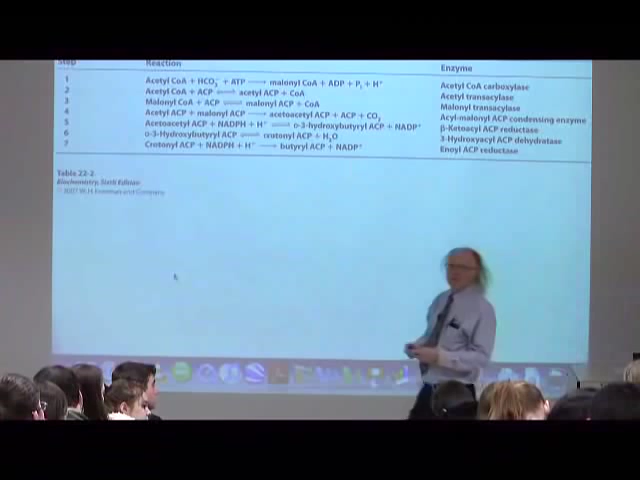 Step Reaction Enzyme
1 Acetyl CoA + HCO₃⁻ + ATP ⟶ malonyl CoA + ADP + Pᵢ + H⁺ Acetyl CoA carboxylase
2 Acetyl CoA + ACP ⇌ acetyl ACP + CoA Acetyl transacylase
3 Malonyl CoA + ACP ⇌ malonyl ACP + CoA Malonyl transacylase
4 Acetyl ACP + malonyl ACP ⟶ acetoacetyl ACP + ACP + CO₂ Acyl-malonyl ACP condensing enzyme
5 Acetoacetyl ACP + NADPH + H⁺ ⇌ D-3-hydroxybutyryl ACP + NADP⁺ β-Ketoacyl ACP reductase
6 D-3-Hydroxybutyryl ACP ⇌ crotonyl ACP + H₂O 3-Hydroxyacyl ACP dehydratase
7 Crotonyl ACP + NADPH + H⁺ ⟶ butyryl ACP + NADP⁺ Enoyl ACP reductase
Table 22-2
Biochemistry, Sixth Edition
© 2007 W. H. Freeman and Company